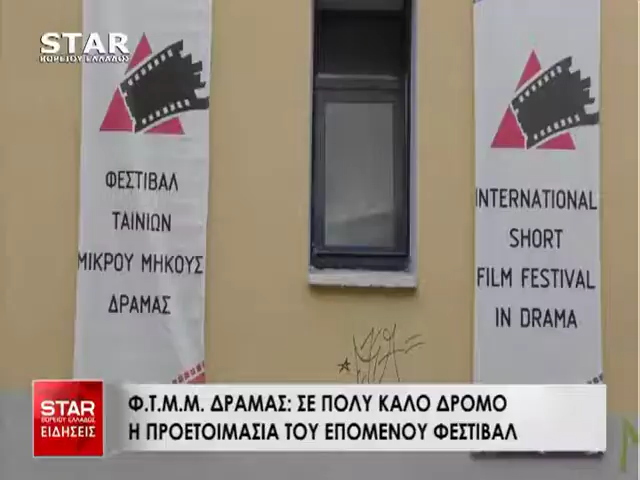 STAR
ΒΟΡΕΙΟΥ ΕΛΛΑΔΟΣ
ΦΕΣΤΙΒΑΛ
ΤΑΙΝΙΩΝ
ΜΙΚΡΟΥ ΜΗΚΟΥΣ
ΔΡΑΜΑΣ
INTERNATIONAL
SHORT
FILM FESTIVAL
IN DRAMA
STAR
ΒΟΡΕΙΟΥ ΕΛΛΑΔΟΣ
ΕΙΔΗΣΕΙΣ
Φ.Τ.Μ.Μ. ΔΡΑΜΑΣ: ΣΕ ΠΟΛΥ ΚΑΛΟ ΔΡΟΜΟ
Η ΠΡΟΕΤΟΙΜΑΣΙΑ ΤΟΥ ΕΠΟΜΕΝΟΥ ΦΕΣΤΙΒΑΛ